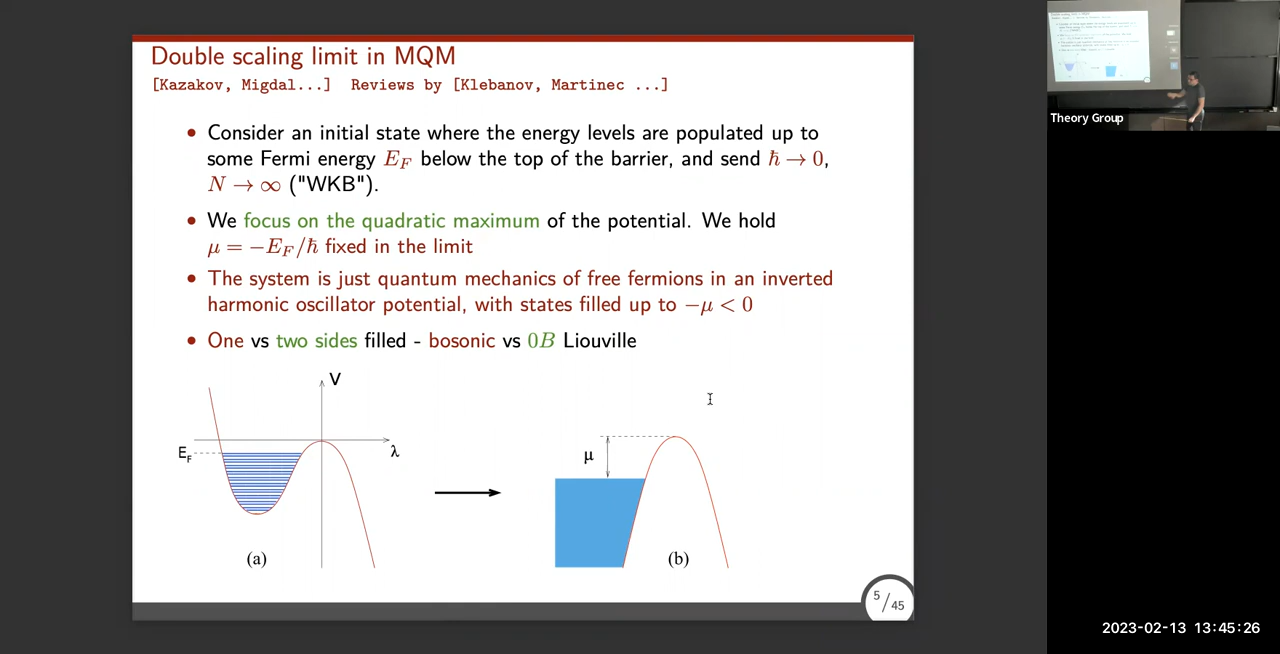 Double scaling limit in MQM
[Kazakov, Migdal...] Reviews by [Klebanov, Martinec ...]
• Consider an initial state where the energy levels are populated up to
some Fermi energy E_F below the top of the barrier, and send ℏ → 0,
N → ∞ ("WKB").
• We focus on the quadratic maximum of the potential. We hold
μ = −E_F/ℏ fixed in the limit
• The system is just quantum mechanics of free fermions in an inverted
harmonic oscillator potential, with states filled up to −μ < 0
• One vs two sides filled - bosonic vs 0B Liouville
V
E_F
λ
(a)
μ
(b)
5/45
Theory Group
2023-02-13 13:45:26